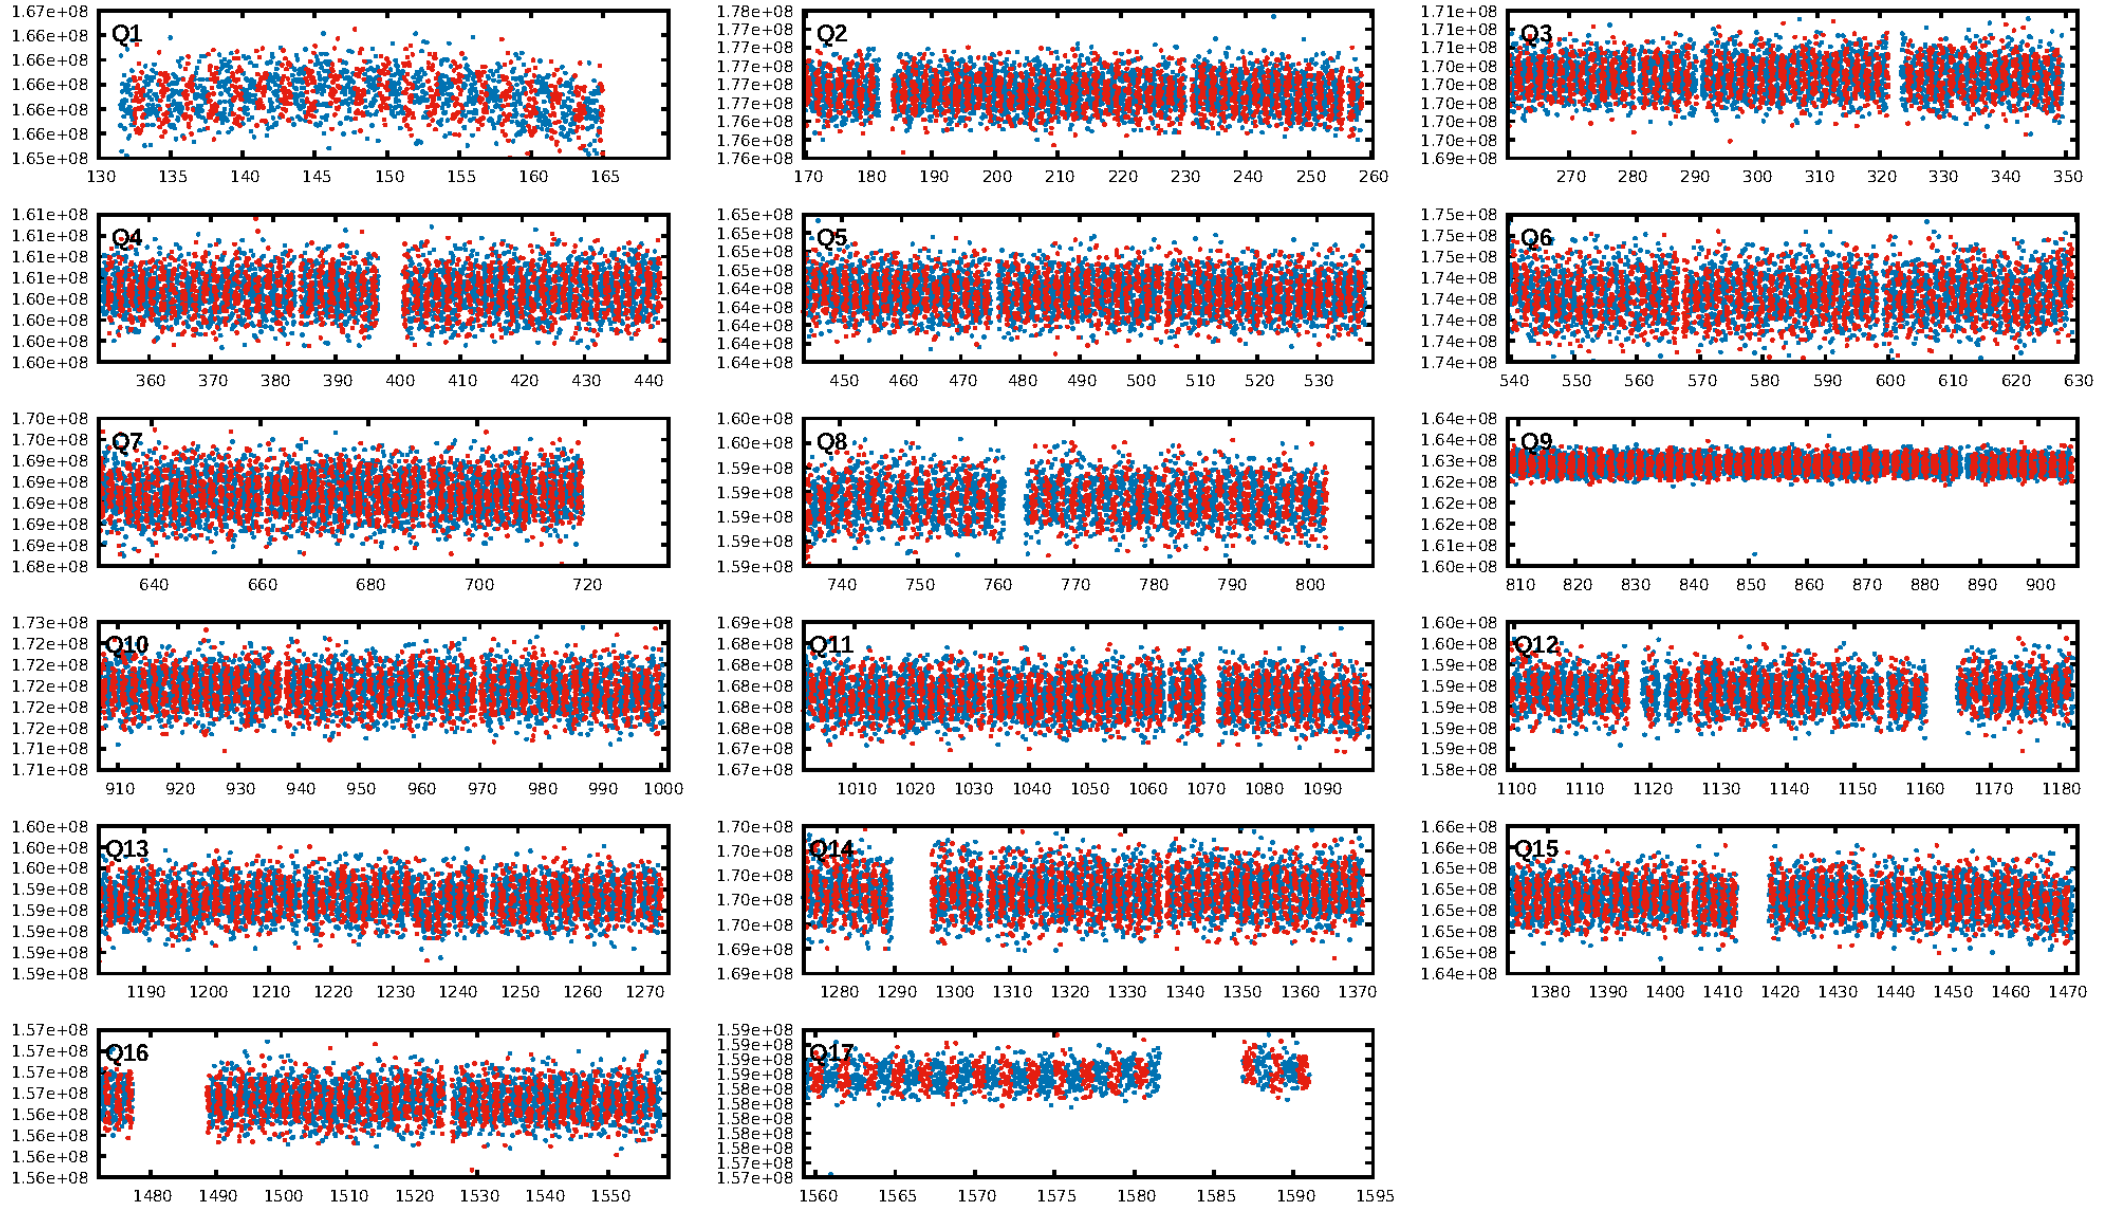 1.67e+08 1.66e+08 1.66e+08 1.66e+08 1.66e+08 1.66e+08 1.65e+08
Q1
130 135 140 145 150 155 160 165
1.78e+08 1.77e+08 1.77e+08 1.77e+08 1.77e+08 1.77e+08 1.76e+08 1.76e+08 1.76e+08
Q2
170 180 190 200 210 220 230 240 250 260
1.71e+08 1.71e+08 1.71e+08 1.70e+08 1.70e+08 1.70e+08 1.70e+08 1.70e+08 1.69e+08
Q3
270 280 290 300 310 320 330 340 350
1.61e+08 1.61e+08 1.61e+08 1.61e+08 1.60e+08 1.60e+08 1.60e+08 1.60e+08
Q4
360 370 380 390 400 410 420 430 440
1.65e+08 1.65e+08 1.65e+08 1.65e+08 1.64e+08 1.64e+08 1.64e+08 1.64e+08 1.64e+08
Q5
450 460 470 480 490 500 510 520 530
1.75e+08 1.75e+08 1.75e+08 1.74e+08 1.74e+08 1.74e+08 1.74e+08 1.74e+08
Q6
540 550 560 570 580 590 600 610 620 630
1.70e+08 1.70e+08 1.69e+08 1.69e+08 1.69e+08 1.69e+08 1.69e+08 1.68e+08
Q7
640 660 680 700 720
1.60e+08 1.60e+08 1.59e+08 1.59e+08 1.59e+08 1.59e+08 1.59e+08
Q8
740 750 760 770 780 790 800
1.64e+08 1.64e+08 1.63e+08 1.62e+08 1.62e+08 1.62e+08 1.61e+08 1.60e+08
Q9
810 820 830 840 850 860 870 880 890 900
1.73e+08 1.72e+08 1.72e+08 1.72e+08 1.72e+08 1.72e+08 1.71e+08 1.71e+08
Q10
910 920 930 940 950 960 970 980 990 1000
1.69e+08 1.68e+08 1.68e+08 1.68e+08 1.68e+08 1.68e+08 1.67e+08 1.67e+08
Q11
1010 1020 1030 1040 1050 1060 1070 1080 1090
1.60e+08 1.60e+08 1.59e+08 1.59e+08 1.59e+08 1.59e+08 1.59e+08 1.58e+08
Q12
1100 1110 1120 1130 1140 1150 1160 1170 1180
1.60e+08 1.60e+08 1.60e+08 1.59e+08 1.59e+08 1.59e+08 1.59e+08 1.59e+08
Q13
1190 1200 1210 1220 1230 1240 1250 1260 1270
1.70e+08 1.70e+08 1.70e+08 1.70e+08 1.70e+08 1.69e+08 1.69e+08
Q14
1280 1290 1300 1310 1320 1330 1340 1350 1360 1370
1.66e+08 1.66e+08 1.65e+08 1.65e+08 1.65e+08 1.65e+08 1.65e+08 1.64e+08
Q15
1380 1390 1400 1410 1420 1430 1440 1450 1460 1470
1.57e+08 1.57e+08 1.57e+08 1.57e+08 1.56e+08 1.56e+08 1.56e+08 1.56e+08
Q16
1480 1490 1500 1510 1520 1530 1540 1550
1.59e+08 1.59e+08 1.59e+08 1.58e+08 1.58e+08 1.58e+08 1.58e+08 1.58e+08 1.58e+08 1.57e+08 1.57e+08
Q17
1560 1565 1570 1575 1580 1585 1590 1595